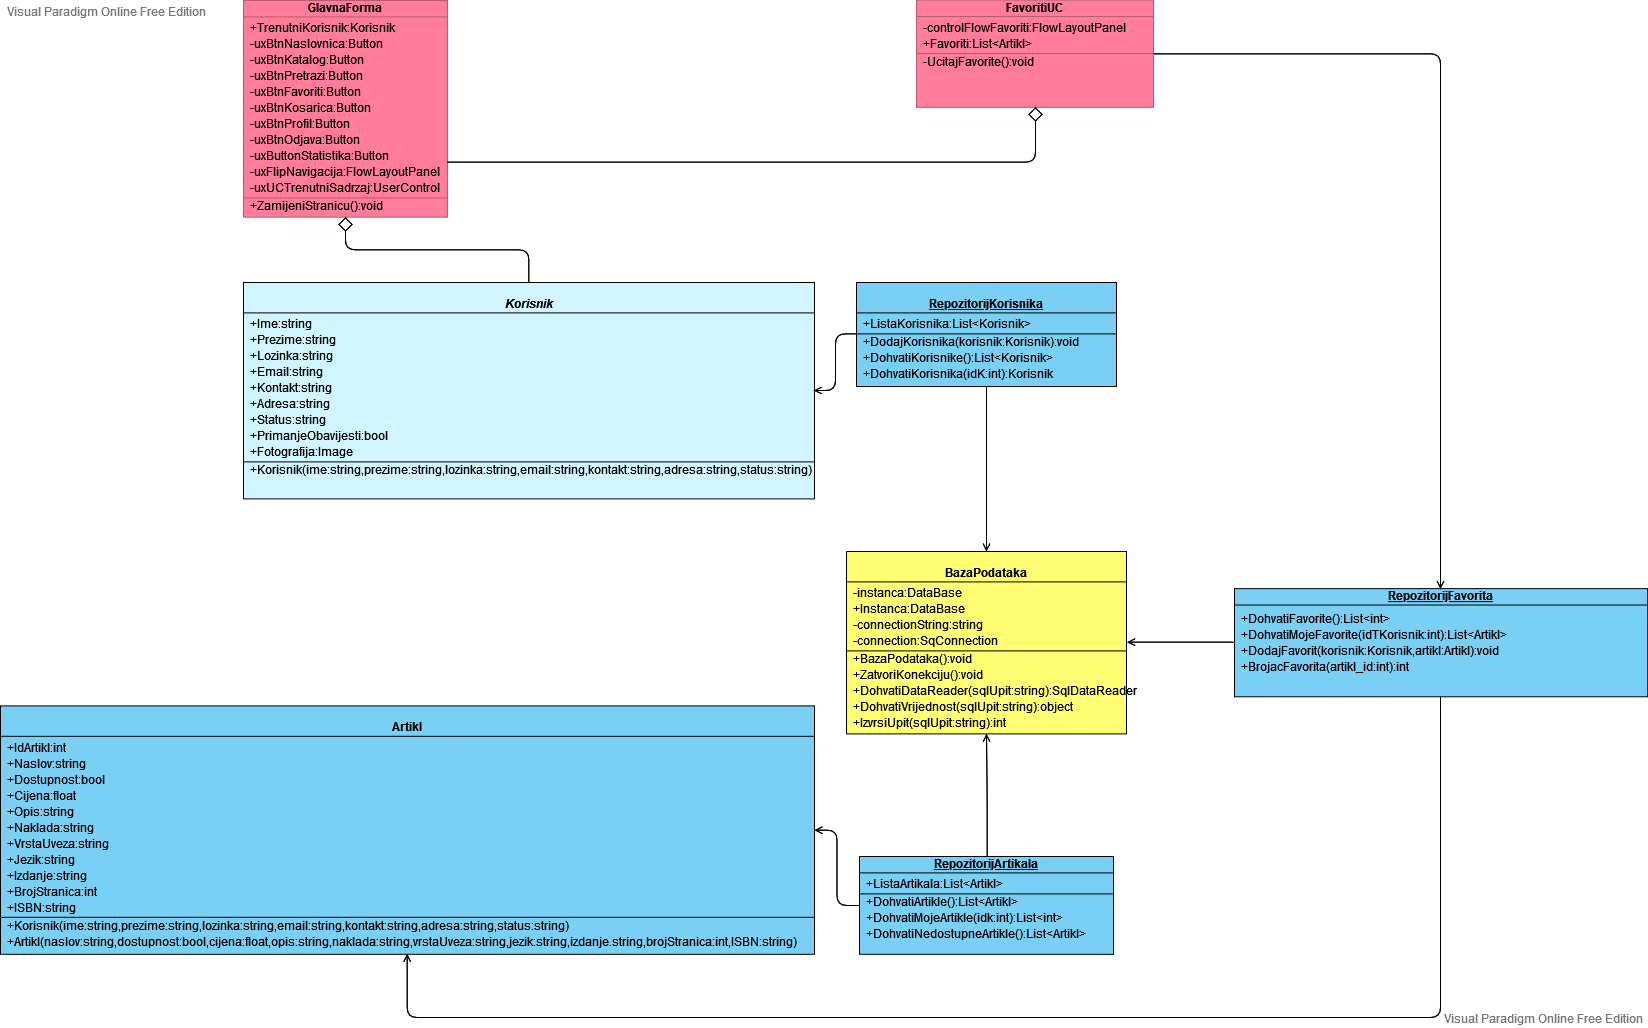 Visual Paradigm Online Free Edition
GlavnaForma
+TrenutniKorisnik:Korisnik
-uxBtnNaslovnica:Button
-uxBtnKatalog:Button
-uxBtnPretrazi:Button
-uxBtnFavoriti:Button
-uxBtnKosarica:Button
-uxBtnProfil:Button
-uxBtnOdjava:Button
-uxButtonStatistika:Button
-uxFlipNavigacija:FlowLayoutPanel
-uxUCTrenutniSadrzaj:UserControl
+ZamijeniStranicu():void
FavoritiUC
-controlFlowFavoriti:FlowLayoutPanel
+Favoriti:List<Artikl>
-UcitajFavorite():void
Korisnik
+Ime:string
+Prezime:string
+Lozinka:string
+Email:string
+Kontakt:string
+Adresa:string
+Status:string
+PrimanjeObavijesti:bool
+Fotografija:Image
+Korisnik(ime:string,prezime:string,lozinka:string,email:string,kontakt:string,adresa:string,status:string)
RepozitorijKorisnika
+ListaKorisnika:List<Korisnik>
+DodajKorisnika(korisnik:Korisnik):void
+DohvatiKorisnike():List<Korisnik>
+DohvatiKorisnika(idK:int):Korisnik
BazaPodataka
-instanca:DataBase
+Instanca:DataBase
-connectionString:string
-connection:SqConnection
+BazaPodataka():void
+ZatvoriKonekciju():void
+DohvatiDataReader(sqlUpit:string):SqlDataReader
+DohvatiVrijednost(sqlUpit:string):object
+IzvrsiUpit(sqlUpit:string):int
RepozitorijFavorita
+DohvatiFavorite():List<int>
+DohvatiMojeFavorite(idTKorisnik:int):List<Artikl>
+DodajFavorit(korisnik:Korisnik,artikl:Artikl):void
+BrojacFavorita(artikl_id:int):int
Artikl
+IdArtikl:int
+Naslov:string
+Dostupnost:bool
+Cijena:float
+Opis:string
+Naklada:string
+VrstaUveza:string
+Jezik:string
+Izdanje:string
+BrojStranica:int
+ISBN:string
+Korisnik(ime:string,prezime:string,lozinka:string,email:string,kontakt:string,adresa:string,status:string)
+Artikl(naslov:string,dostupnost:bool,cijena:float,opis:string,naklada:string,vrstaUveza:string,jezik:string,izdanje.string,brojStranica:int,ISBN:string)
RepozitorijArtikala
+ListaArtikala:List<Artikl>
+DohvatiArtikle():List<Artikl>
+DohvatiMojeArtikle(idk:int):List<int>
+DohvatiNedostupneArtikle():List<Artikl>
Visual Paradigm Online Free Edition